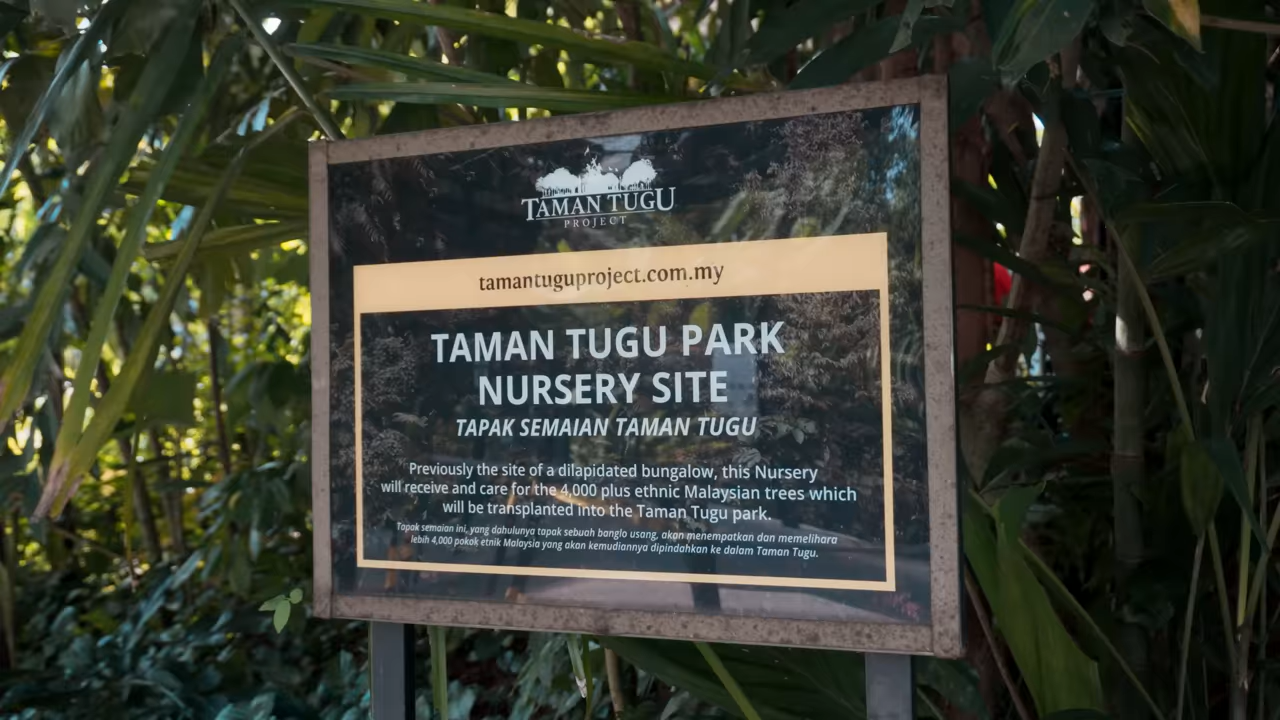 TAMAN TUGU
PROJECT
tamantuguproject.com.my
TAMAN TUGU PARK
NURSERY SITE
TAPAK SEMAIAN TAMAN TUGU
Previously the site of a dilapidated bungalow, this Nursery
will receive and care for the 4,000 plus ethnic Malaysian trees which
will be transplanted into the Taman Tugu park.
Tapak semaian ini, yang dahulunya tapak sebuah banglo usang, akan menempatkan dan memelihara
lebih 4,000 pokok etnik Malaysia yang akan kemudiannya dipindahkan ke dalam Taman Tugu.